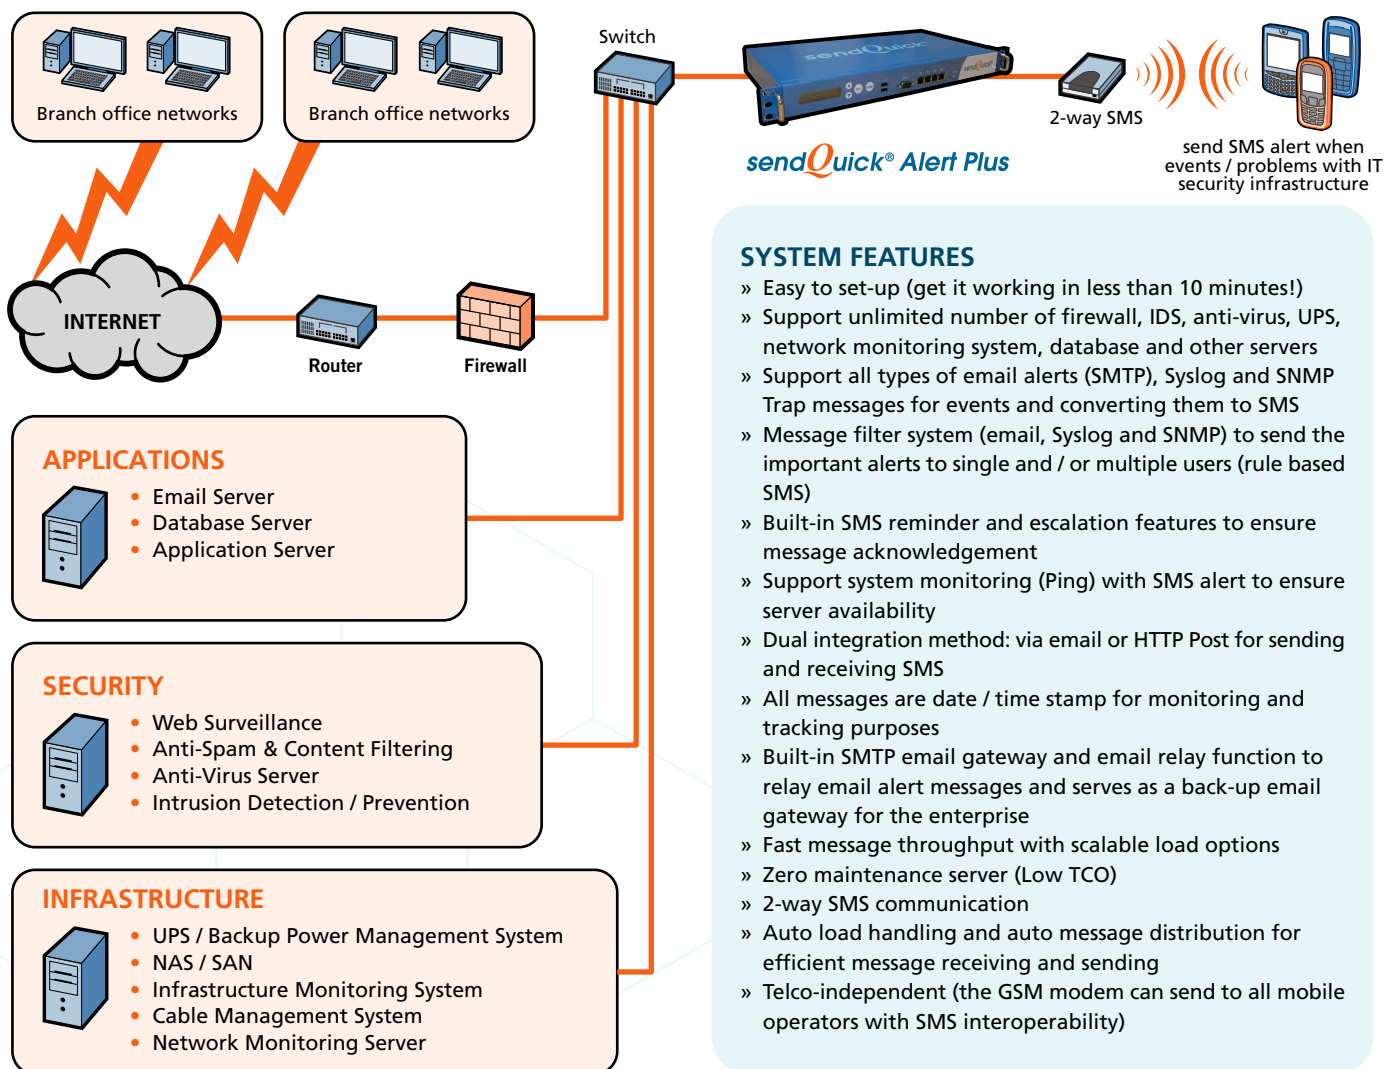 Branch office networks
Branch office networks
Switch
sendQuick
sendQuick
sendQuick® Alert Plus
2-way SMS
send SMS alert when
events / problems with IT
security infrastructure
INTERNET
Router
Firewall
APPLICATIONS
• Email Server
• Database Server
• Application Server
SECURITY
• Web Surveillance
• Anti-Spam & Content Filtering
• Anti-Virus Server
• Intrusion Detection / Prevention
INFRASTRUCTURE
• UPS / Backup Power Management System
• NAS / SAN
• Infrastructure Monitoring System
• Cable Management System
• Network Monitoring Server
SYSTEM FEATURES
» Easy to set-up (get it working in less than 10 minutes!)
» Support unlimited number of firewall, IDS, anti-virus, UPS,
network monitoring system, database and other servers
» Support all types of email alerts (SMTP), Syslog and SNMP
Trap messages for events and converting them to SMS
» Message filter system (email, Syslog and SNMP) to send the
important alerts to single and / or multiple users (rule based
SMS)
» Built-in SMS reminder and escalation features to ensure
message acknowledgement
» Support system monitoring (Ping) with SMS alert to ensure
server availability
» Dual integration method: via email or HTTP Post for sending
and receiving SMS
» All messages are date / time stamp for monitoring and
tracking purposes
» Built-in SMTP email gateway and email relay function to
relay email alert messages and serves as a back-up email
gateway for the enterprise
» Fast message throughput with scalable load options
» Zero maintenance server (Low TCO)
» 2-way SMS communication
» Auto load handling and auto message distribution for
efficient message receiving and sending
» Telco-independent (the GSM modem can send to all mobile
operators with SMS interoperability)